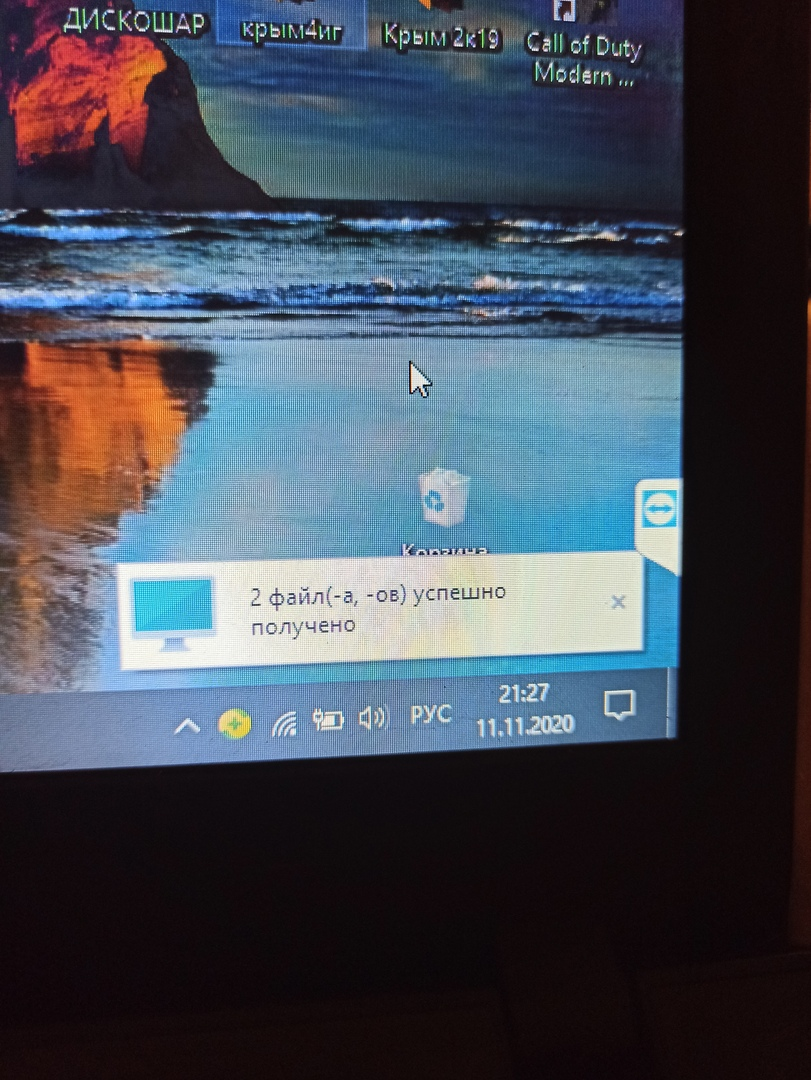 ДИСКОШАР
крым4иг
Крым 2к19
Call of Duty
Modern ...
Корзина
2 файл(-а, -ов) успешно
получено
РУС
21:27
11.11.2020